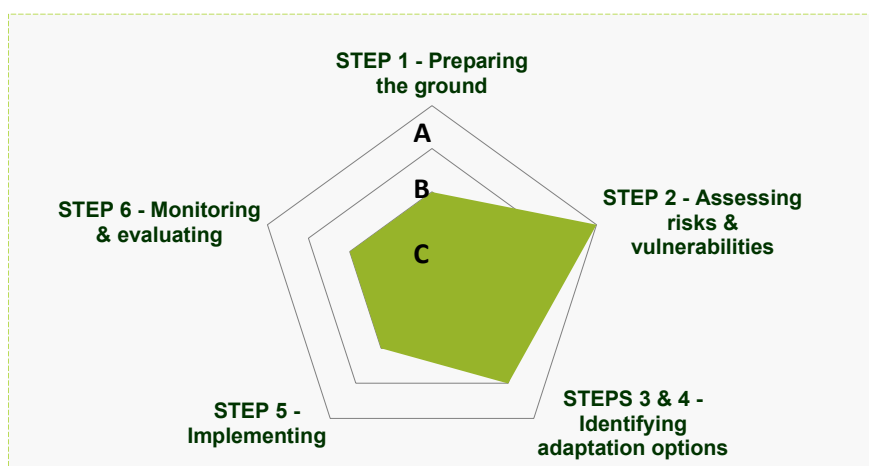 STEP 1 - Preparing
the ground
A
B
C
STEP 2 - Assessing
risks &
vulnerabilities
STEPS 3 & 4 -
Identifying
adaptation options
STEP 5 -
Implementing
STEP 6 - Monitoring
& evaluating